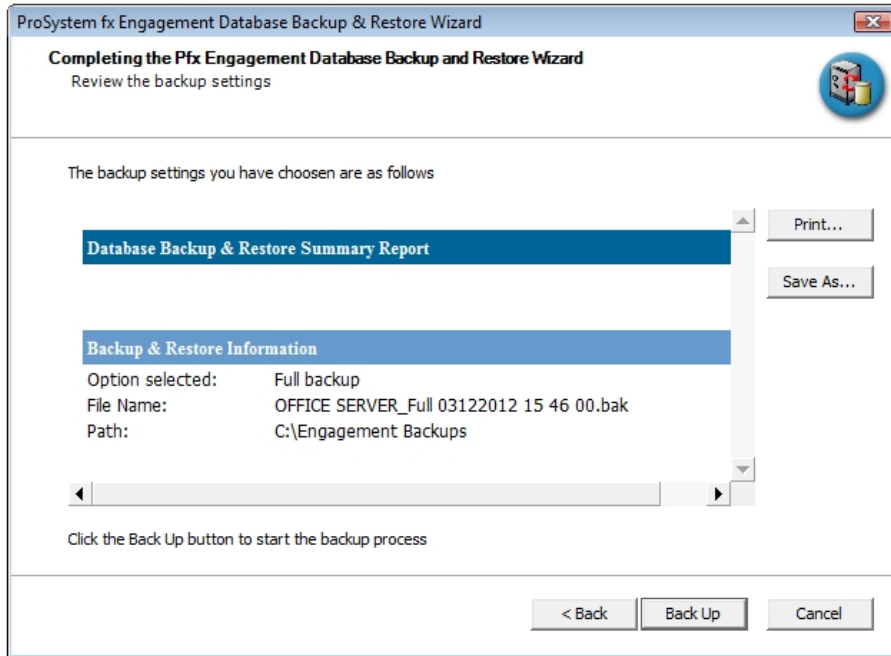 ProSystem fx Engagement Database Backup & Restore Wizard
Completing the Pfx Engagement Database Backup and Restore Wizard
Review the backup settings
The backup settings you have choosen are as follows
Print...
Database Backup & Restore Summary Report
Save As...
Backup & Restore Information
Option selected: Full backup
File Name: OFFICE SERVER_Full 03122012 15 46 00.bak
Path: C:\Engagement Backups
Click the Back Up button to start the backup process
< Back Back Up Cancel